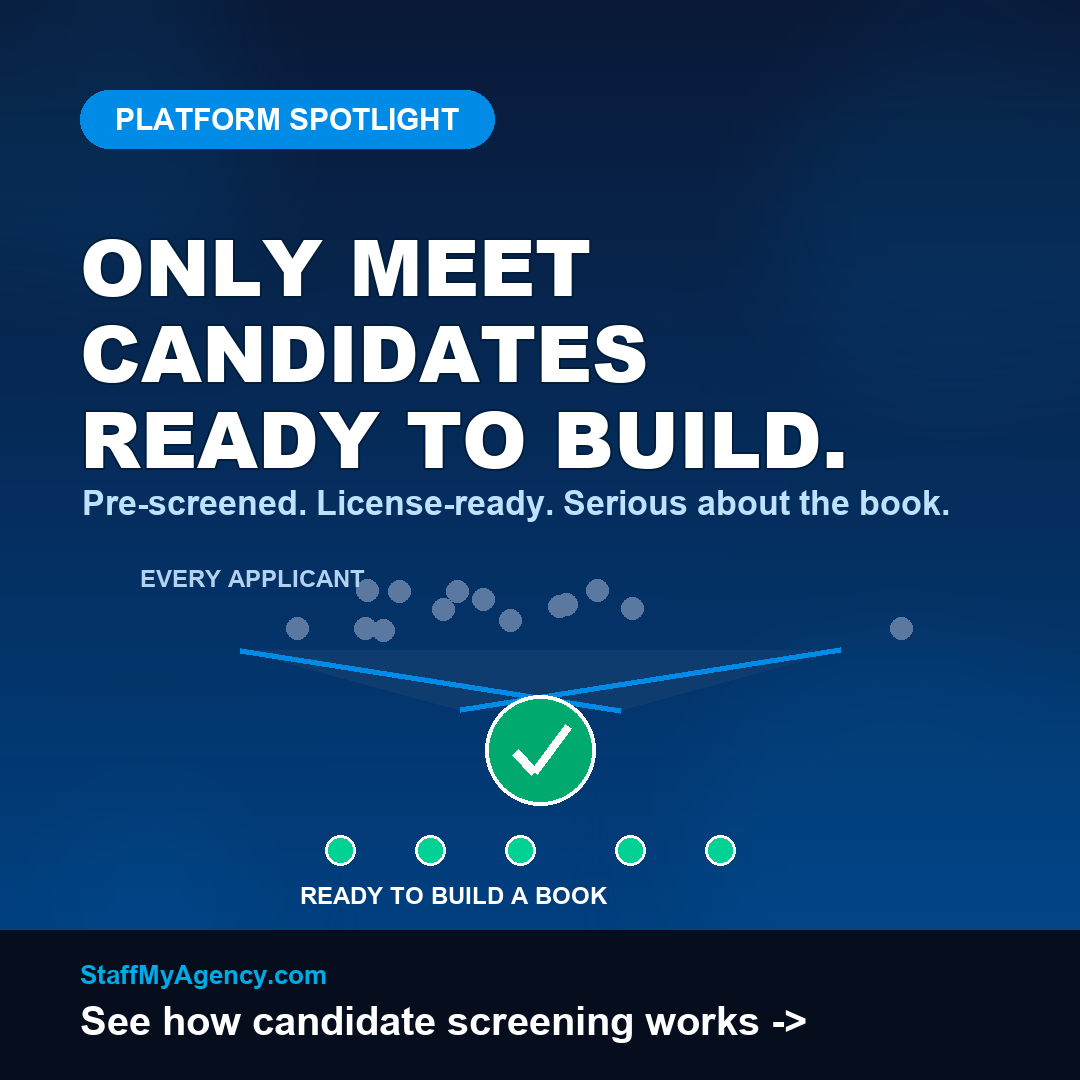 PLATFORM SPOTLIGHT
ONLY MEET
CANDIDATES
READY TO BUILD.
Pre-screened. License-ready. Serious about the book.
EVERY APPLICANT
READY TO BUILD A BOOK
StaffMyAgency.com
See how candidate screening works ->